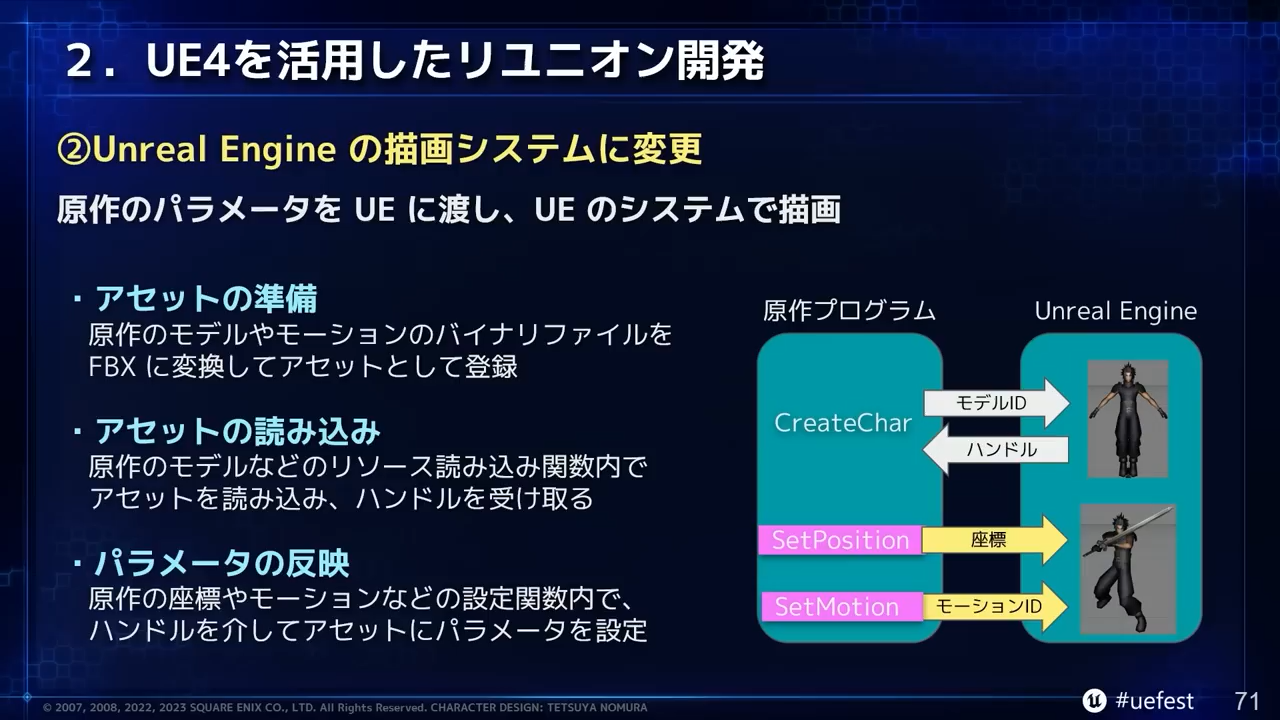 2．UE4を活用したリユニオン開発
②Unreal Engine の描画システムに変更
原作のパラメータを UE に渡し、UE のシステムで描画
・アセットの準備
原作のモデルやモーションのバイナリファイルを
FBX に変換してアセットとして登録
・アセットの読み込み
原作のモデルなどのリソース読み込み関数内で
アセットを読み込み、ハンドルを受け取る
・パラメータの反映
原作の座標やモーションなどの設定関数内で、
ハンドルを介してアセットにパラメータを設定
原作プログラム
Unreal Engine
CreateChar
モデルID
ハンドル
SetPosition
座標
SetMotion
モーションID
© 2007, 2008, 2022, 2023 SQUARE ENIX CO., LTD. All Rights Reserved. CHARACTER DESIGN: TETSUYA NOMURA
#uefest
71